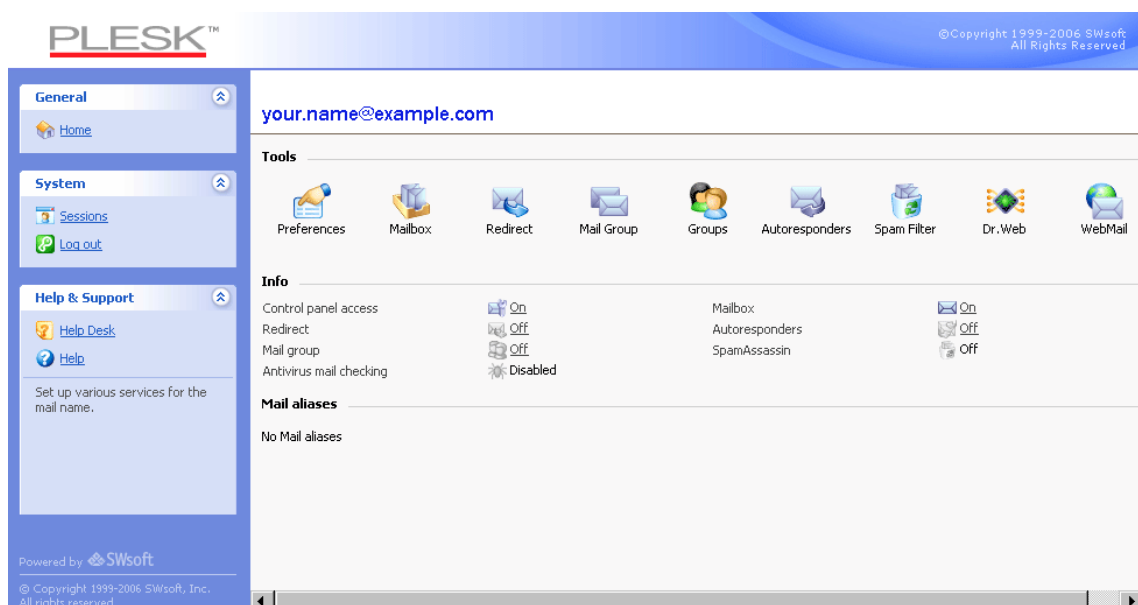 PLESK™
©Copyright 1999-2006 SWsoft
All Rights Reserved
General
Home
System
Sessions
Log out
Help & Support
Help Desk
Help
Set up various services for the
mail name.
Powered by SWsoft
© Copyright 1999-2006 SWsoft, Inc.
All rights reserved
your.name@example.com
Tools
Preferences
Mailbox
Redirect
Mail Group
Groups
Autoresponders
Spam Filter
Dr.Web
WebMail
Info
Control panel access On
Mailbox On
Redirect Off
Autoresponders Off
Mail group Off
SpamAssassin Off
Antivirus mail checking Disabled
Mail aliases
No Mail aliases